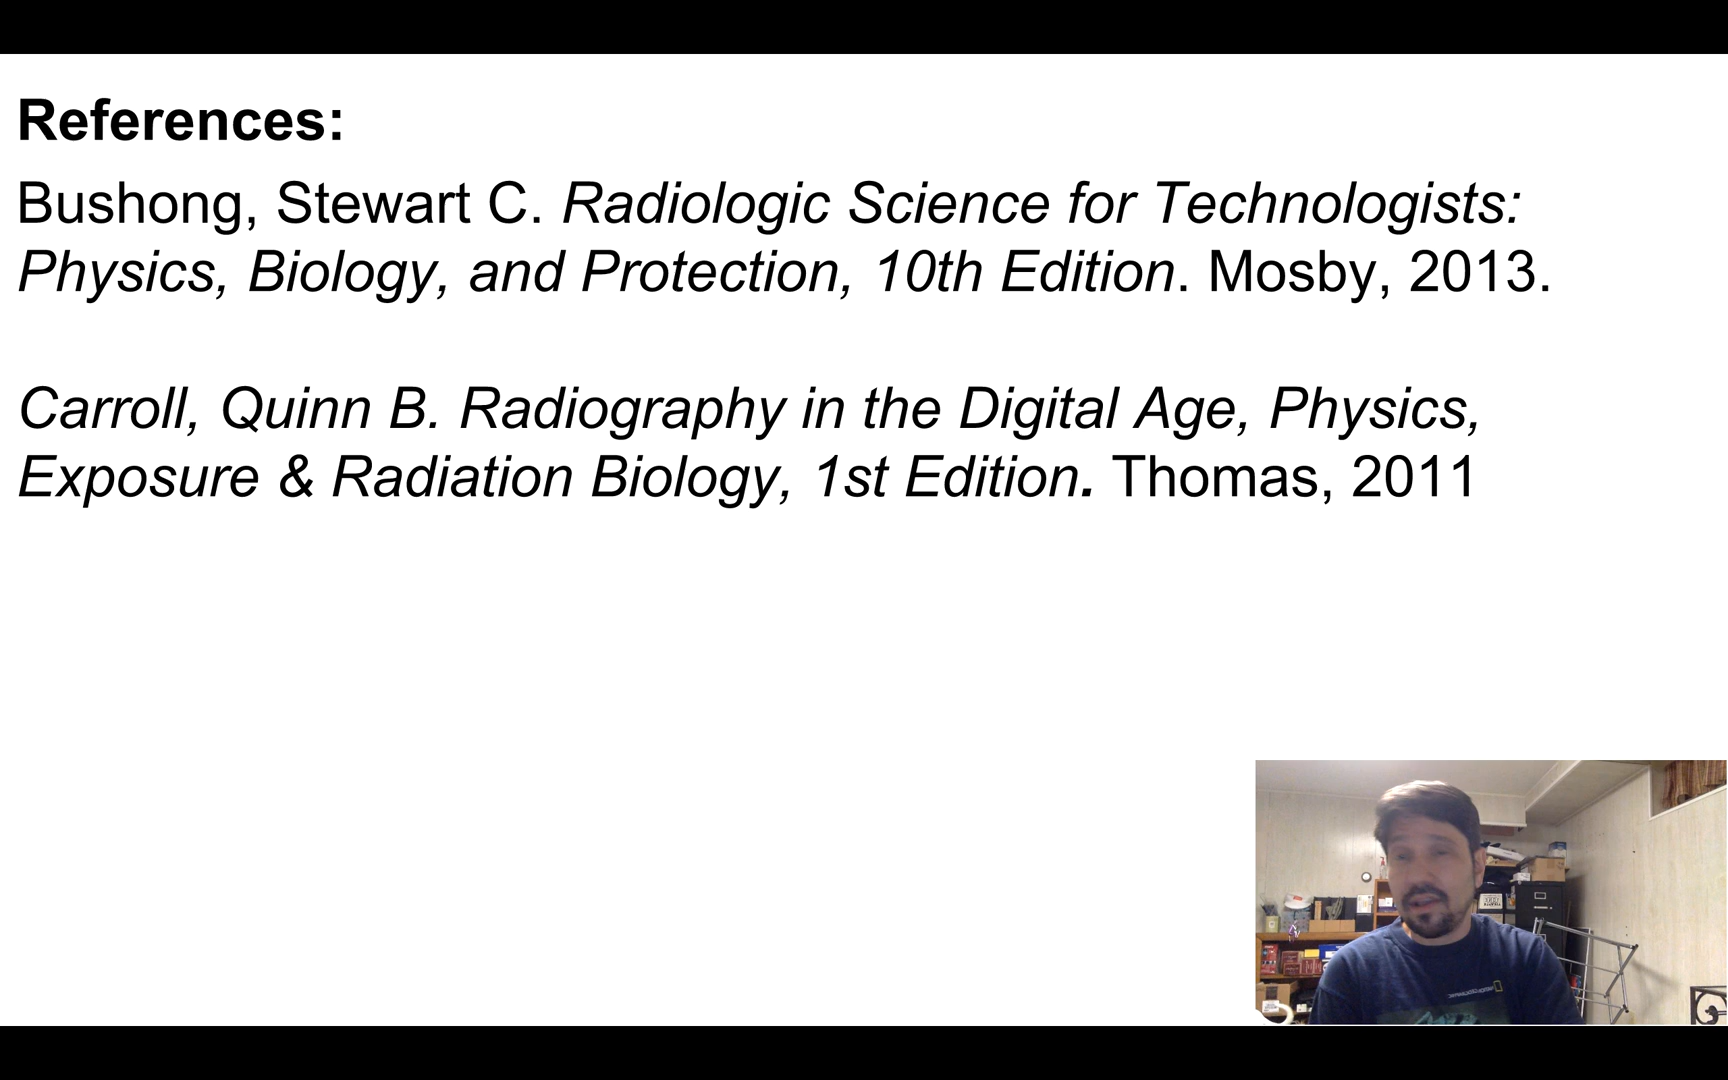 References:
Bushong, Stewart C. Radiologic Science for Technologists:
Physics, Biology, and Protection, 10th Edition. Mosby, 2013.
Carroll, Quinn B. Radiography in the Digital Age, Physics,
Exposure & Radiation Biology, 1st Edition. Thomas, 2011